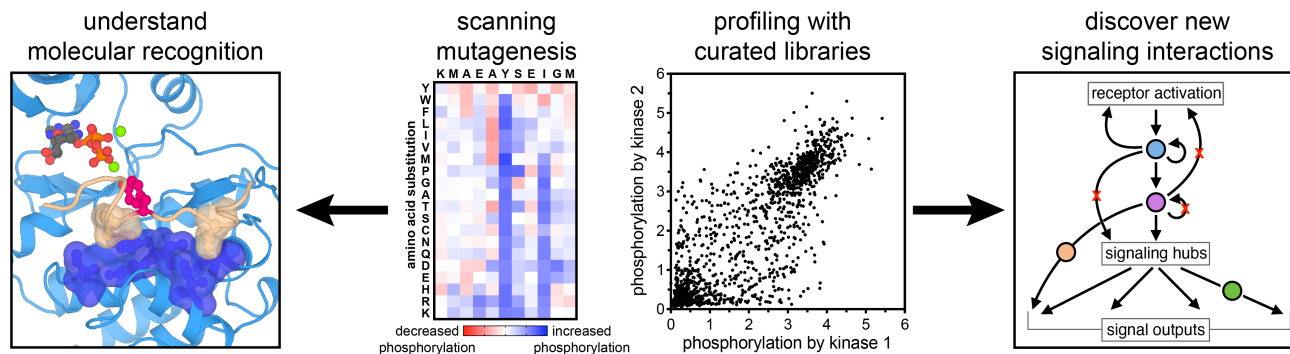 understand
molecular recognition
scanning
mutagenesis
K M A E A Y S E I G M
amino acid substitution
Y
W
F
L
I
V
M
P
G
A
T
S
C
N
Q
D
E
H
R
K
decreased
phosphorylation
increased
phosphorylation
profiling with
curated libraries
phosphorylation by kinase 2
6
5
4
3
2
1
0
0 1 2 3 4 5 6
phosphorylation by kinase 1
discover new
signaling interactions
receptor activation
x
x
x
signaling hubs
signal outputs